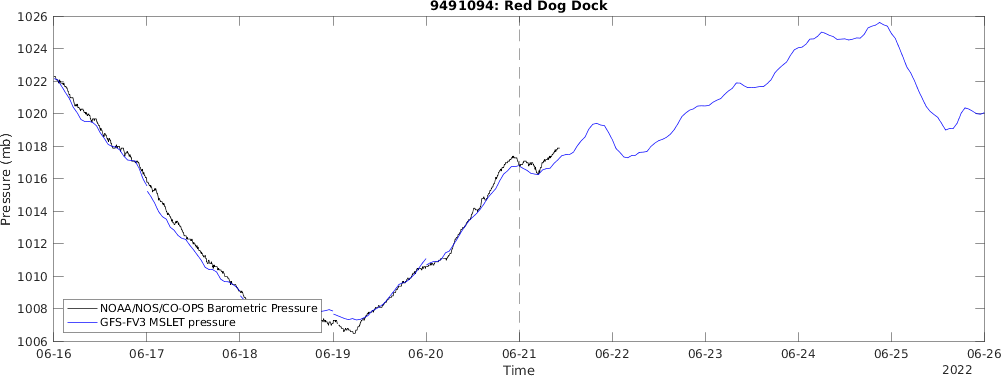 9491094: Red Dog Dock
1026
1024
1022
1020
1018
1016
1014
1012
1010
1008
1006
Pressure (mb)
NOAA/NOS/CO-OPS Barometric Pressure
GFS-FV3 MSLET pressure
06-16 06-17 06-18 06-19 06-20 06-21 06-22 06-23 06-24 06-25 06-26
Time
2022